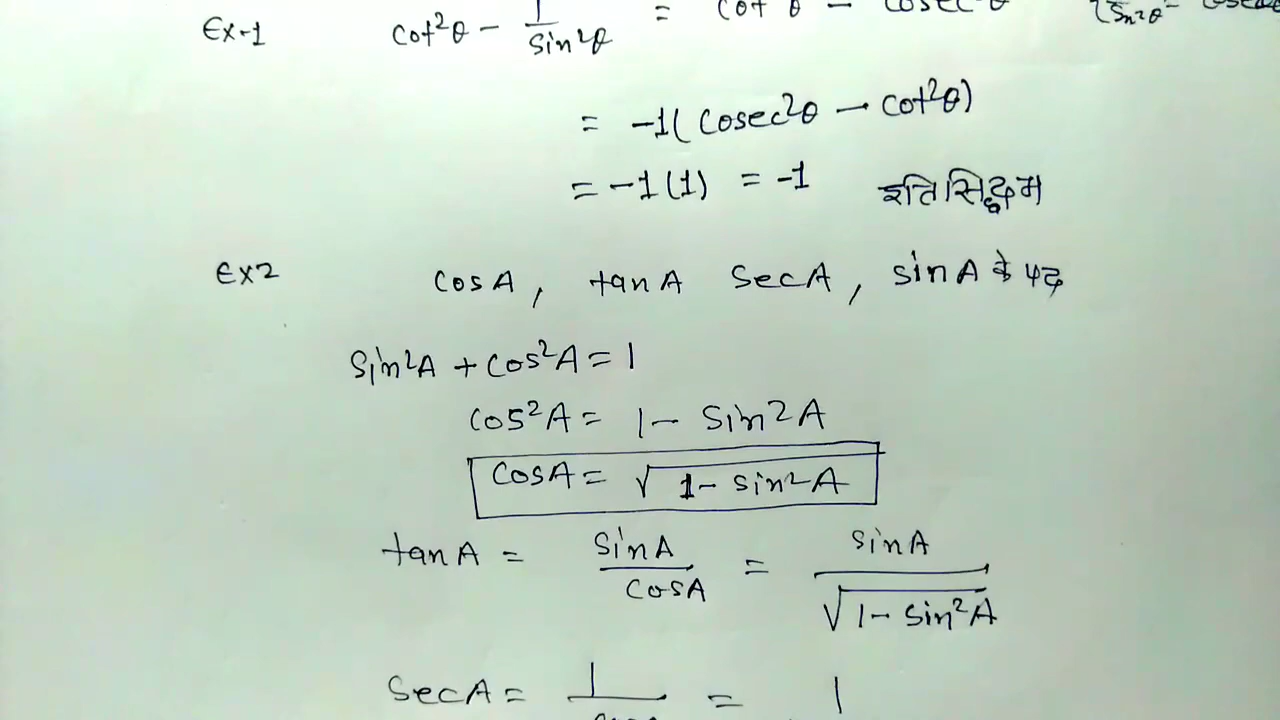 Ex-1 cot²θ - 1/sin²θ = cot²θ - cosec²θ
= -1(cosec²θ - cot²θ)
= -1(1) = -1 इतिसिद्धम
Ex2 cosA, tanA secA, sinA के पद
sin²A + cos²A = 1
cos²A = 1 - sin²A
cosA = √1 - sin²A
tanA = sinA/cosA = sinA/√1 - sin²A
secA = 1 = 1